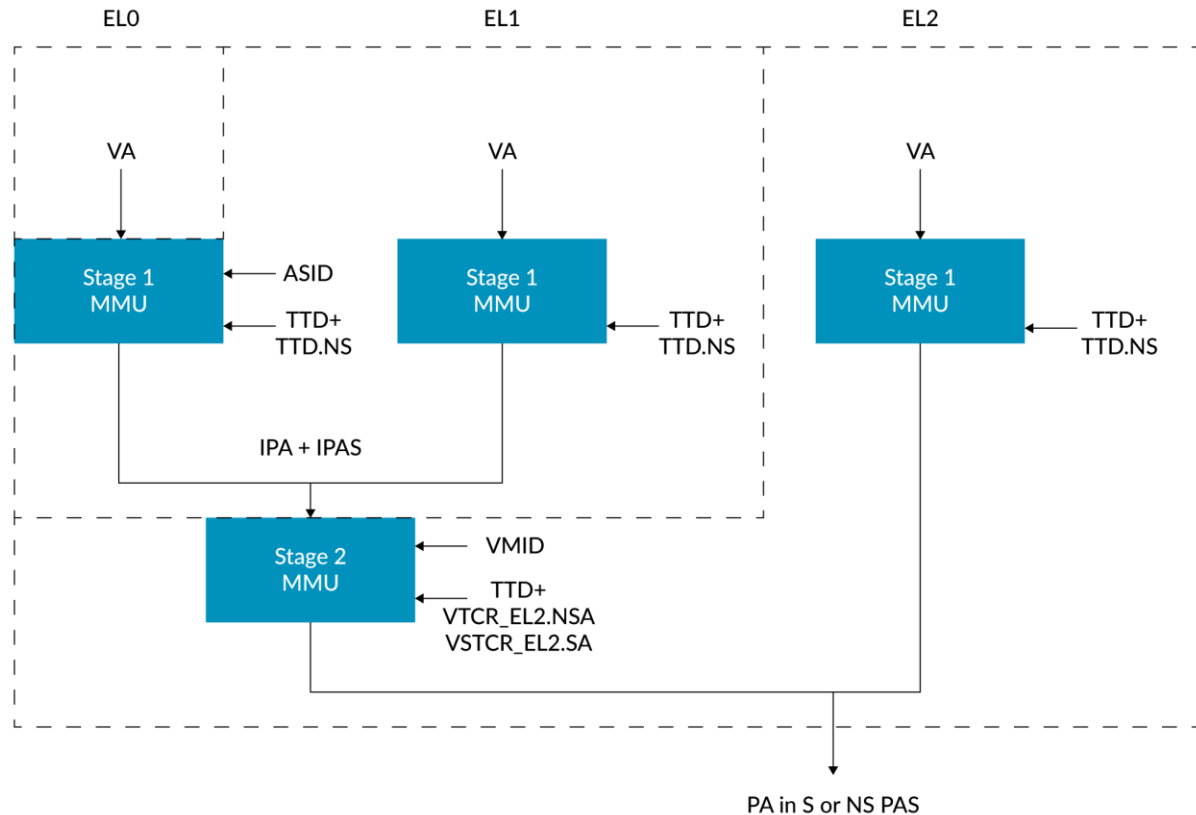 EL0
EL1
EL2
VA
VA
VA
Stage 1
MMU
ASID
TTD+
TTD.NS
Stage 1
MMU
TTD+
TTD.NS
Stage 1
MMU
TTD+
TTD.NS
IPA + IPAS
Stage 2
MMU
VMID
TTD+
VTCR_EL2.NSA
VSTCR_EL2.SA
PA in S or NS PAS